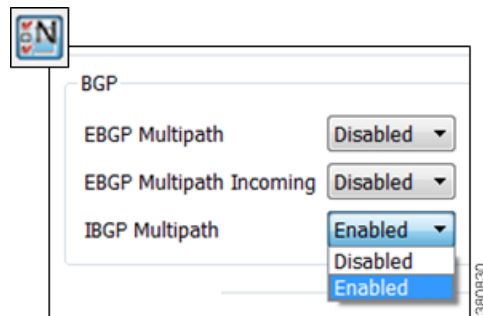 N
BGP
EBGP Multipath Disabled
EBGP Multipath Incoming Disabled
IBGP Multipath Enabled
Disabled
Enabled
380830